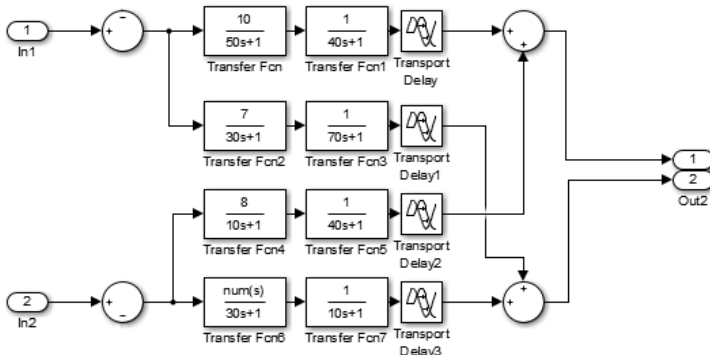 1
In1
+
−
10
50s+1
Transfer Fcn
1
40s+1
Transfer Fcn1
Transport
Delay
+
+
7
30s+1
Transfer Fcn2
1
70s+1
Transfer Fcn3
Transport
Delay1
1
2
Out2
8
10s+1
Transfer Fcn4
1
40s+1
Transfer Fcn5
Transport
Delay2
2
In2
+
−
num(s)
30s+1
Transfer Fcn6
1
10s+1
Transfer Fcn7
Transport
Delay3
+
+